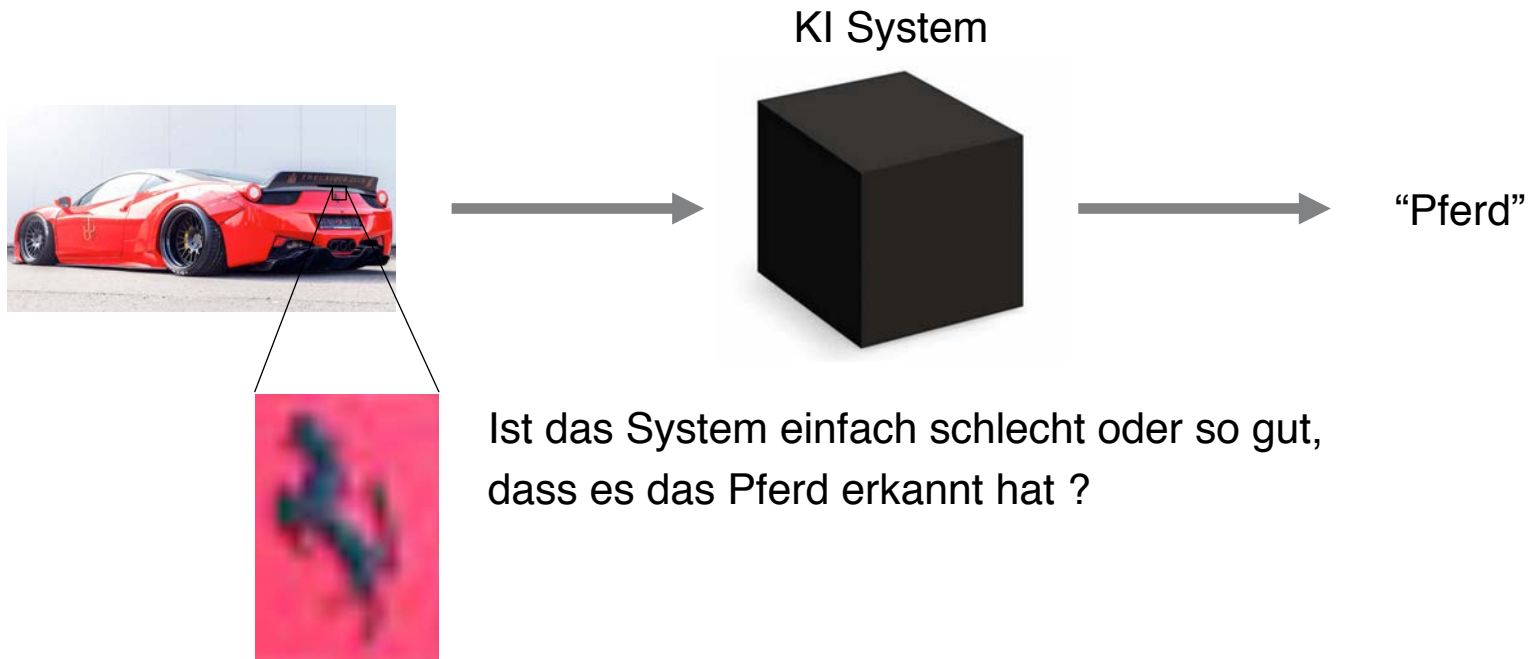 KI System
“Pferd”
Ist das System einfach schlecht oder so gut,
dass es das Pferd erkannt hat ?